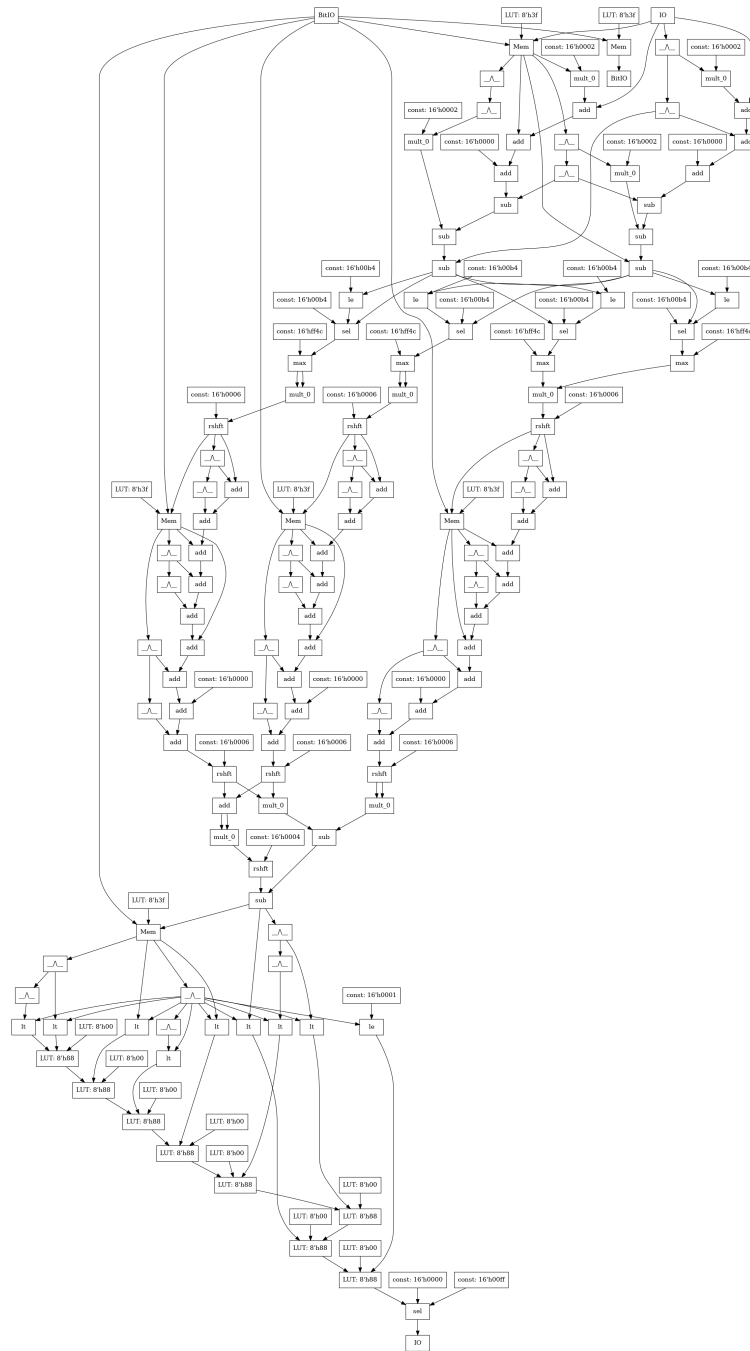 BitIO
LUT: 8'h3f
LUT: 8'h3f
IO
Mem
const: 16'h0002
Mem
__/\__
const: 16'h0002
__/\__
mult_0
BitIO
mult_0
const: 16'h0002
__/\__
add
__/\__
add
mult_0
const: 16'h0000
add
__/\__
const: 16'h0002
const: 16'h0000
add
add
__/\__
mult_0
add
sub
sub
sub
sub
const: 16'h00b4
sub
const: 16'h00b4
const: 16'h00b4
sub
const: 16'h00b4
const: 16'h00b4
le
le
const: 16'h00b4
const: 16'h00b4
le
const: 16'h00b4
le
const: 16'hff4c
sel
const: 16'hff4c
sel
const: 16'hff4c
sel
sel
const: 16'hff4c
max
max
max
max
const: 16'h0006
mult_0
const: 16'h0006
mult_0
mult_0
const: 16'h0006
rshft
rshft
rshft
__/\__
__/\__
__/\__
LUT: 8'h3f
__/\__
add
LUT: 8'h3f
__/\__
add
LUT: 8'h3f
__/\__
add
Mem
add
Mem
add
Mem
add
__/\__
add
__/\__
add
__/\__
add
__/\__
add
__/\__
add
__/\__
add
add
add
add
__/\__
add
__/\__
add
__/\__
add
add
const: 16'h0000
add
const: 16'h0000
const: 16'h0000
add
__/\__
add
__/\__
add
__/\__
add
add
const: 16'h0006
add
const: 16'h0006
add
const: 16'h0006
rshft
rshft
rshft
add
mult_0
mult_0
mult_0
const: 16'h0004
sub
rshft
LUT: 8'h3f
sub
Mem
__/\__
__/\__
__/\__
__/\__
__/\__
const: 16'h0001
lt
lt
LUT: 8'h00
lt
__/\__
lt
lt
lt
lt
le
LUT: 8'h88
LUT: 8'h00
lt
LUT: 8'h88
LUT: 8'h00
LUT: 8'h88
LUT: 8'h00
LUT: 8'h88
LUT: 8'h00
LUT: 8'h88
LUT: 8'h00
LUT: 8'h00
LUT: 8'h88
LUT: 8'h88
LUT: 8'h00
LUT: 8'h88
const: 16'h0000
const: 16'h00ff
sel
IO